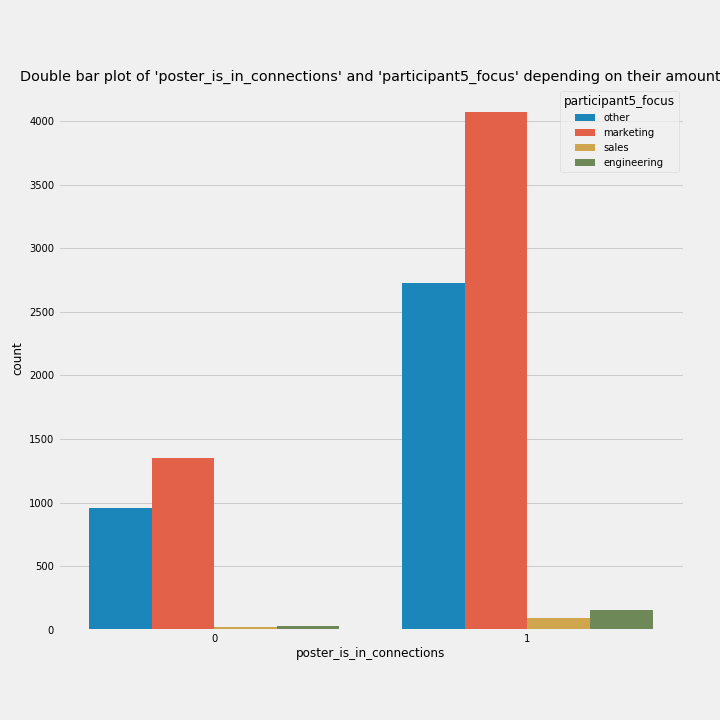 Double bar plot of 'poster_is_in_connections' and 'participant5_focus' depending on their amount
participant5_focus
other
marketing
sales
engineering
4000
3500
3000
2500
2000
1500
1000
500
0
count
0 1
poster_is_in_connections